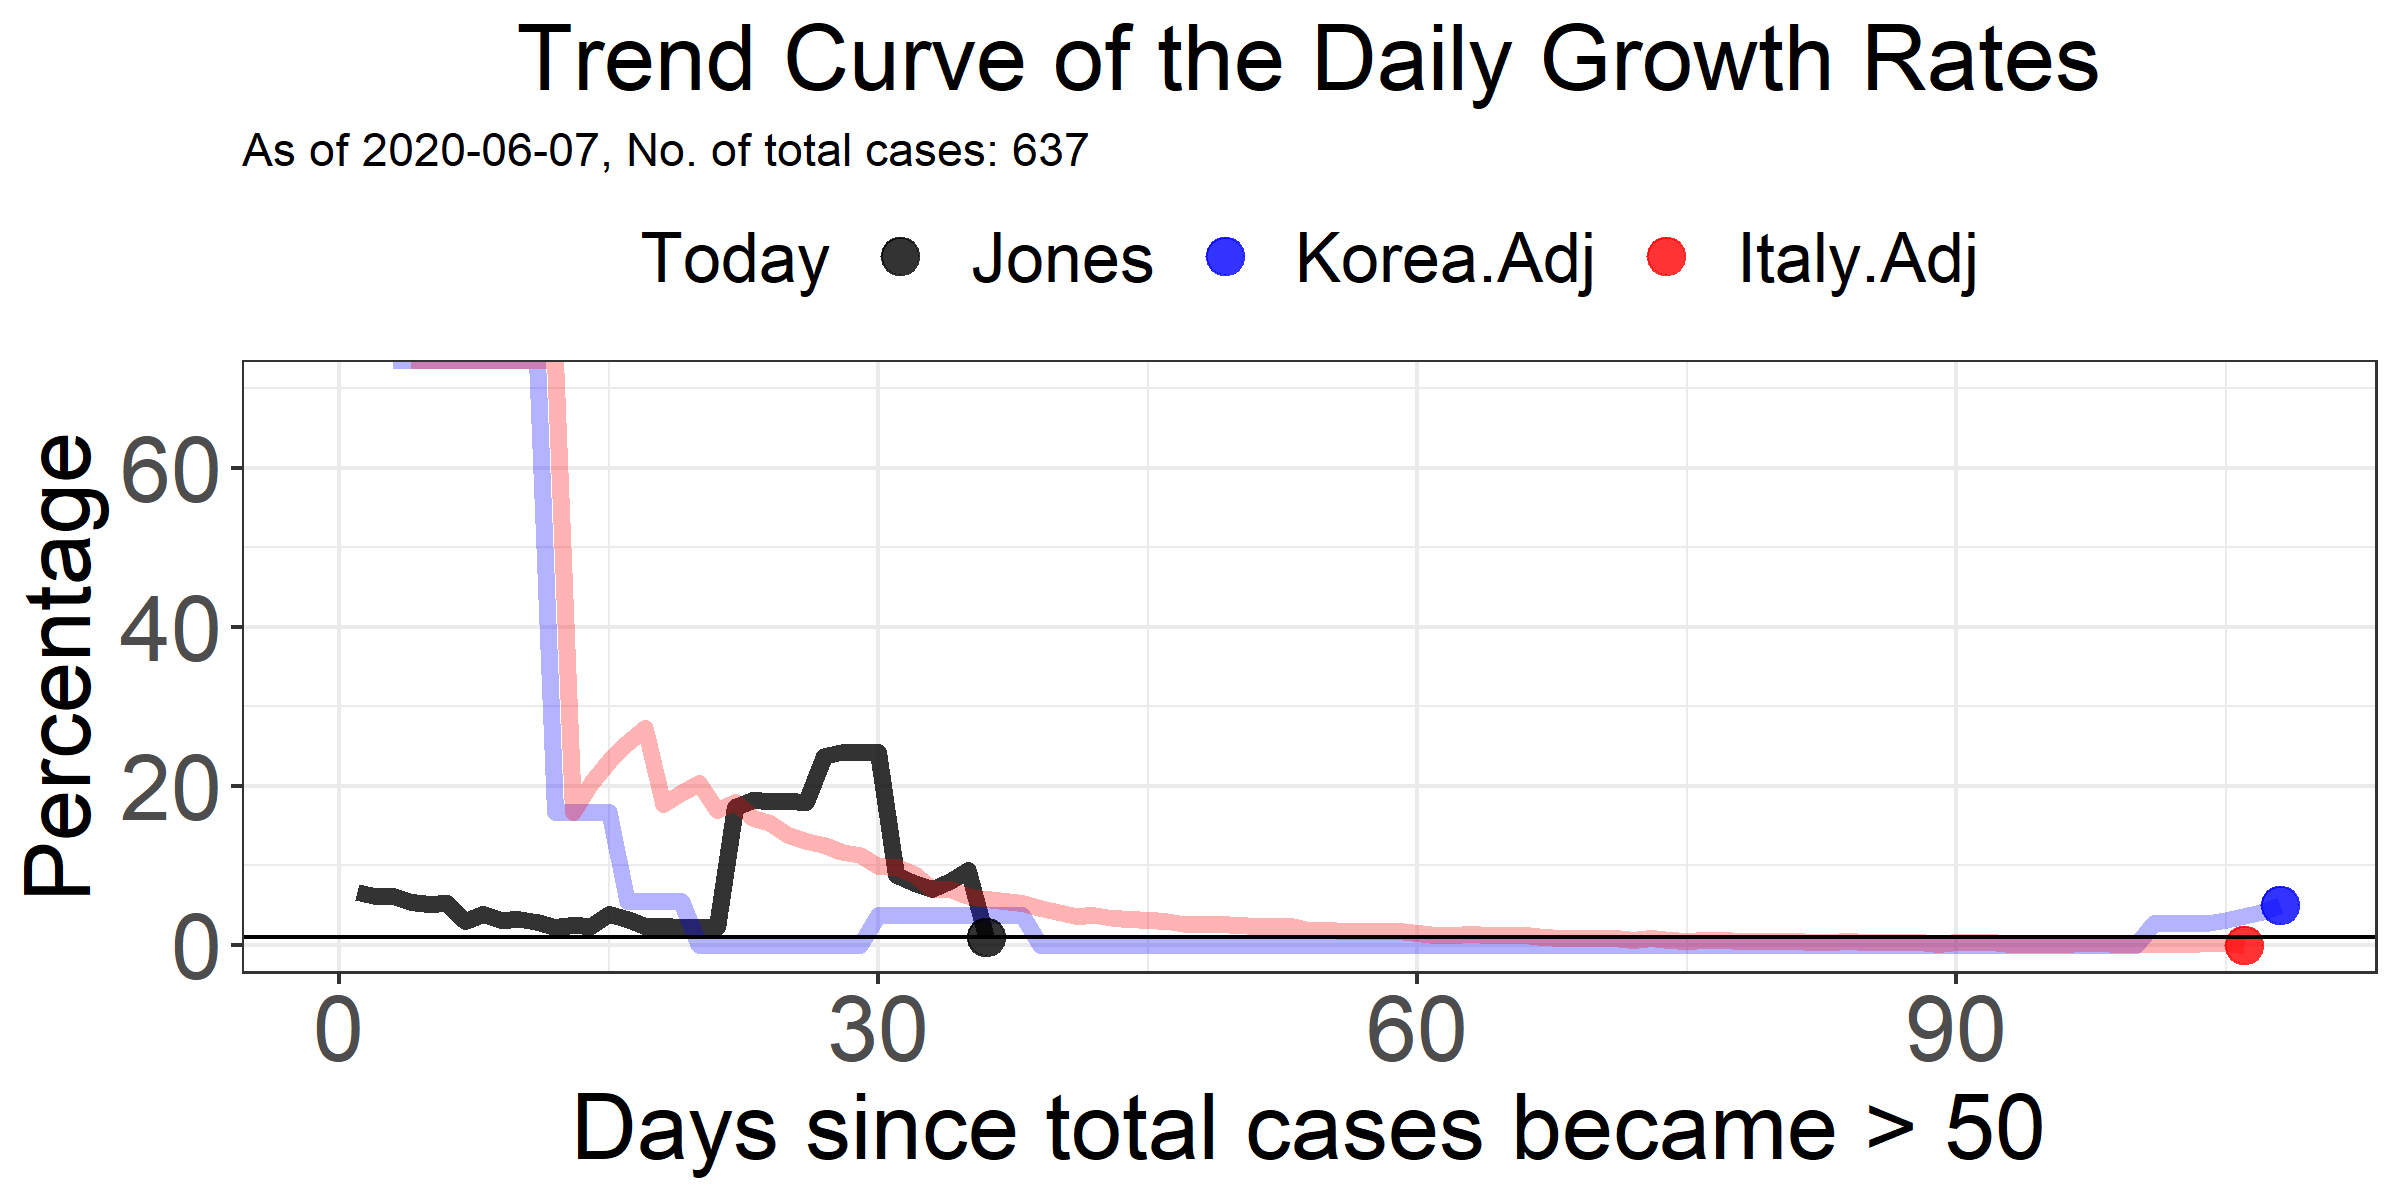 Trend Curve of the Daily Growth Rates
As of 2020-06-07, No. of total cases: 637
Today Jones Korea.Adj Italy.Adj
Percentage
60
40
20
0
0 30 60 90
Days since total cases became > 50